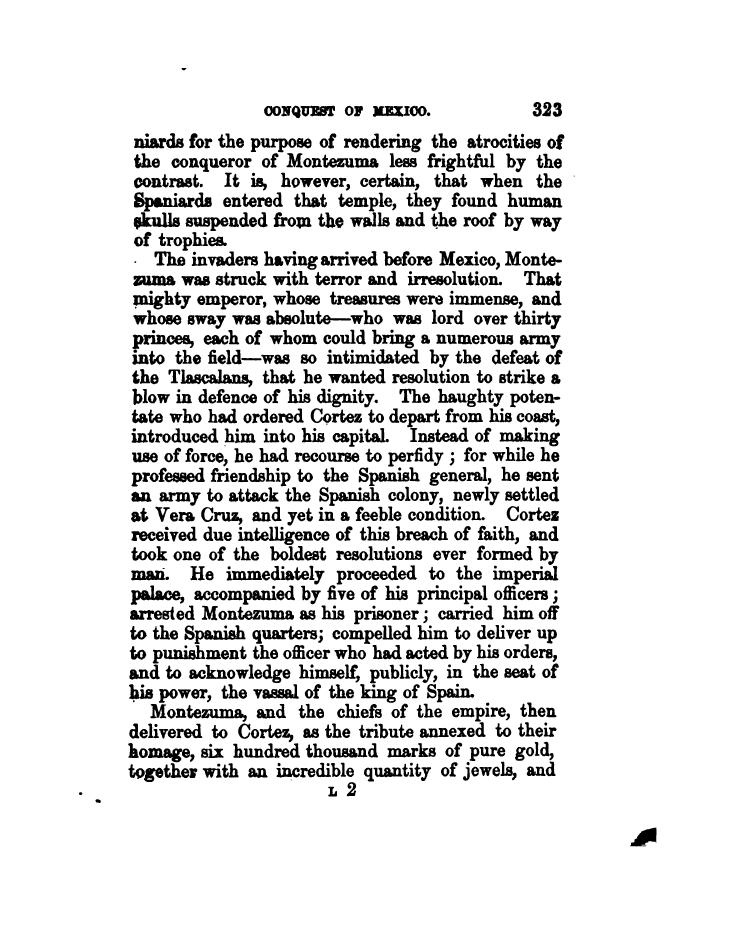 CONQUEST OF MEXICO. 323
niards for the purpose of rendering the atrocities of
the conqueror of Montezuma less frightful by the
contrast. It is, however, certain, that when the
Spaniards entered that temple, they found human
skulls suspended from the walls and the roof by way
of trophies.
The invaders having arrived before Mexico, Monte-
zuma was struck with terror and irresolution. That
mighty emperor, whose treasures were immense, and
whose sway was absolute—who was lord over thirty
princes, each of whom could bring a numerous army
into the field—was so intimidated by the defeat of
the Tlascalans, that he wanted resolution to strike a
blow in defence of his dignity. The haughty poten-
tate who had ordered Cortez to depart from his coast,
introduced him into his capital. Instead of making
use of force, he had recourse to perfidy ; for while he
professed friendship to the Spanish general, he sent
an army to attack the Spanish colony, newly settled
at Vera Cruz, and yet in a feeble condition. Cortez
received due intelligence of this breach of faith, and
took one of the boldest resolutions ever formed by
man. He immediately proceeded to the imperial
palace, accompanied by five of his principal officers ;
arrested Montezuma as his prisoner ; carried him off
to the Spanish quarters; compelled him to deliver up
to punishment the officer who had acted by his orders,
and to acknowledge himself, publicly, in the seat of
his power, the vassal of the king of Spain.
Montezuma, and the chiefs of the empire, then
delivered to Cortez, as the tribute annexed to their
homage, six hundred thousand marks of pure gold,
together with an incredible quantity of jewels, and
L 2